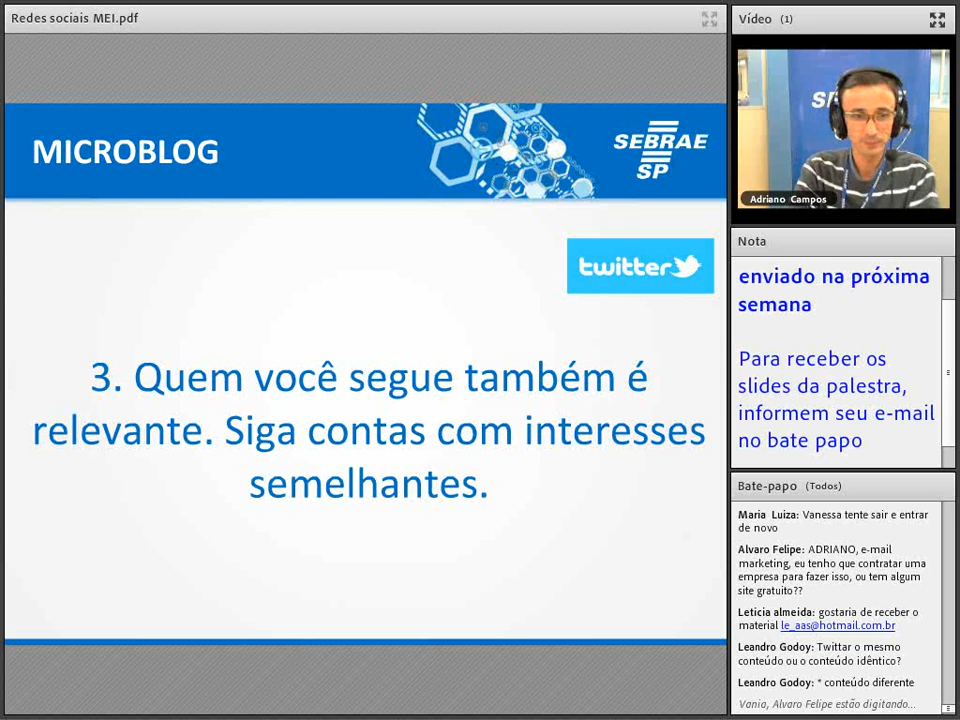 Redes sociais MEI.pdf
MICROBLOG
SEBRAE
SP
twitter
3. Quem você segue também é
relevante. Siga contas com interesses
semelhantes.
Vídeo (1)
Adriano Campos
Nota
enviado na próxima
semana
Para receber os
slides da palestra,
informem seu e-mail
no bate papo
Bate-papo (Todos)
Maria Luiza: Vanessa tente sair e entrar
de novo
Alvaro Felipe: ADRIANO, e-mail
marketing, eu tenho que contratar uma
empresa para fazer isso, ou tem algum
site gratuito??
Leticia almeida: gostaria de receber o
material le_aas@hotmail.com.br
Leandro Godoy: Twittar o mesmo
conteúdo ou o conteúdo idêntico?
Leandro Godoy: * conteúdo diferente
Vania, Alvaro Felipe estão digitando...